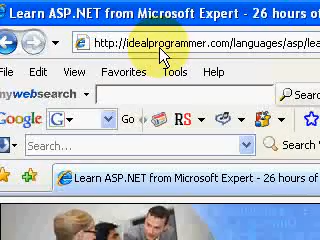 Learn ASP.NET from Microsoft Expert - 26 hours of
http://idealprogrammer.com/languages/asp/lea
File Edit View Favorites Tools Help
mywebsearch Search
Google G Go RS
Search... Search
Learn ASP.NET from Microsoft Expert - 26 hours of